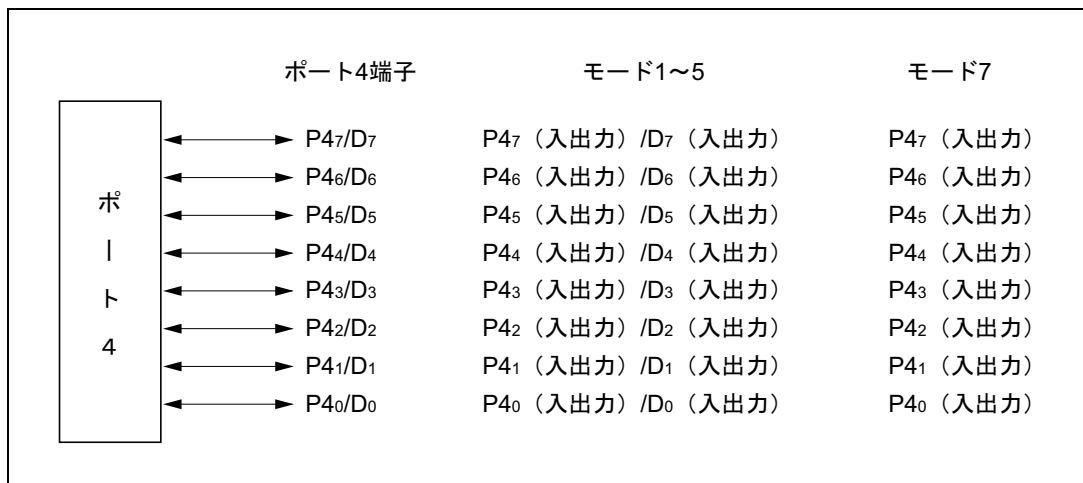 ポート4端子 モード1～5 モード7
P47/D7 P47（入出力）/D7（入出力） P47（入出力）
P46/D6 P46（入出力）/D6（入出力） P46（入出力）
P45/D5 P45（入出力）/D5（入出力） P45（入出力）
P44/D4 P44（入出力）/D4（入出力） P44（入出力）
P43/D3 P43（入出力）/D3（入出力） P43（入出力）
P42/D2 P42（入出力）/D2（入出力） P42（入出力）
P41/D1 P41（入出力）/D1（入出力） P41（入出力）
P40/D0 P40（入出力）/D0（入出力） P40（入出力）
ポート4